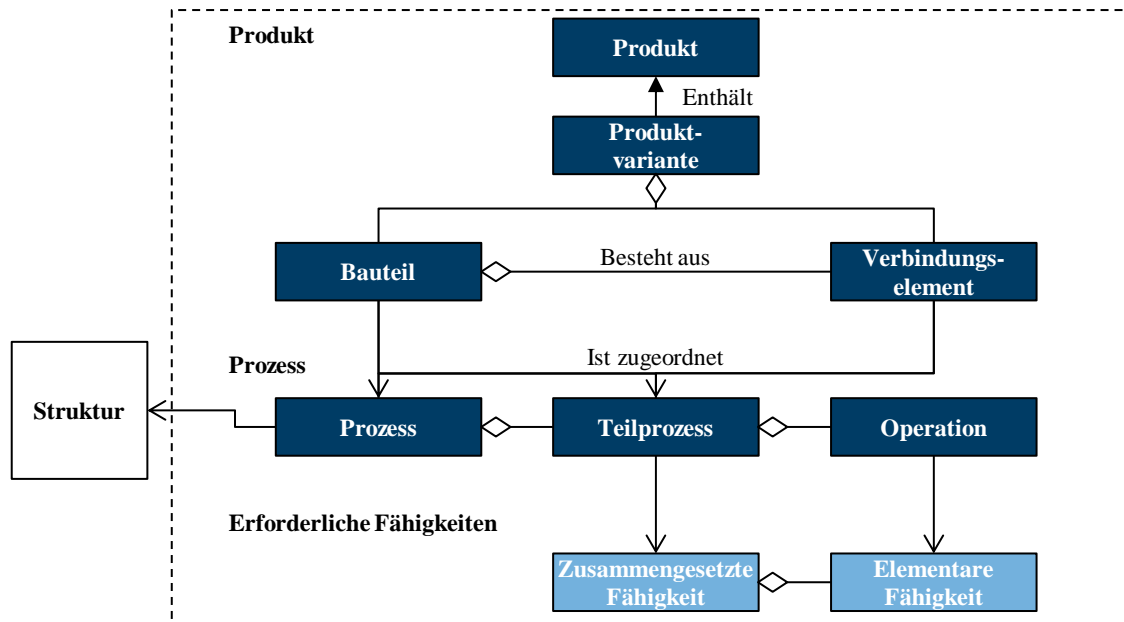 Produkt
Produkt
Enthält
Produkt-
variante
Bauteil
Besteht aus
Verbindungs-
element
Ist zugeordnet
Prozess
Struktur
Prozess
Teilprozess
Operation
Erforderliche Fähigkeiten
Zusammengesetzte
Fähigkeit
Elementare
Fähigkeit